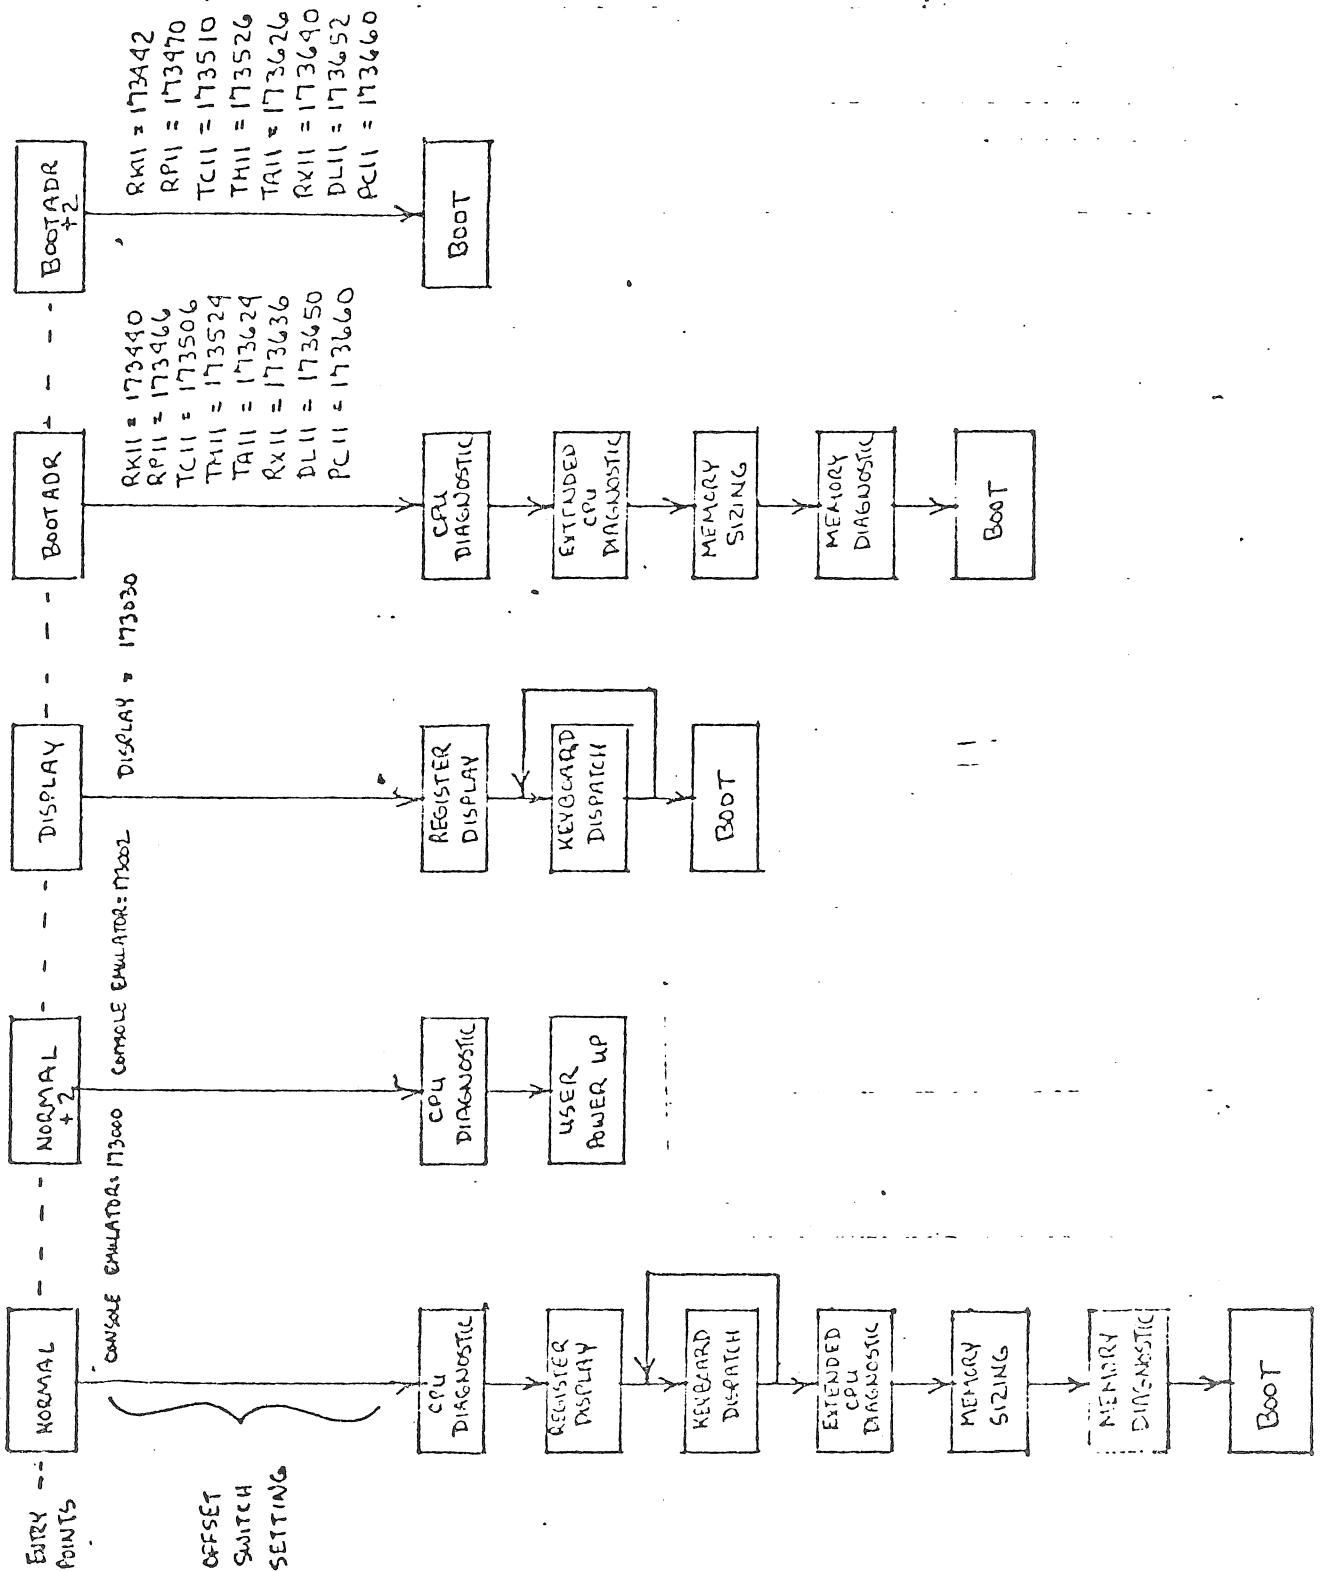 ENTRY
POINTS
NORMAL
NORMAL
+2
DISPLAY
BOOTADR
BOOTADR
+2
OFFSET
SWITCH
SETTING
CONSOLE EMULATOR=173000
CONSOLE EMULATOR=173002
DISPLAY = 173030
RK11 = 173440
RP11 = 173466
TC11 = 173506
TM11 = 173524
TA11 = 173624
RX11 = 173636
DL11 = 173650
PC11 = 173660
RK11 = 173442
RP11 = 173470
TC11 = 173510
TM11 = 173526
TA11 = 173626
RX11 = 173640
DL11 = 173652
PC11 = 173660
CPU
DIAGNOSTIC
REGISTER
DISPLAY
KEYBOARD
DISPATCH
EXTENDED
CPU
DIAGNOSTIC
MEMORY
SIZING
MEMORY
DIAGNOSTIC
BOOT
CPU
DIAGNOSTIC
USER
POWER UP
REGISTER
DISPLAY
KEYBOARD
DISPATCH
BOOT
CPU
DIAGNOSTIC
EXTENDED
CPU
DIAGNOSTIC
MEMORY
SIZING
MEMORY
DIAGNOSTIC
BOOT
BOOT